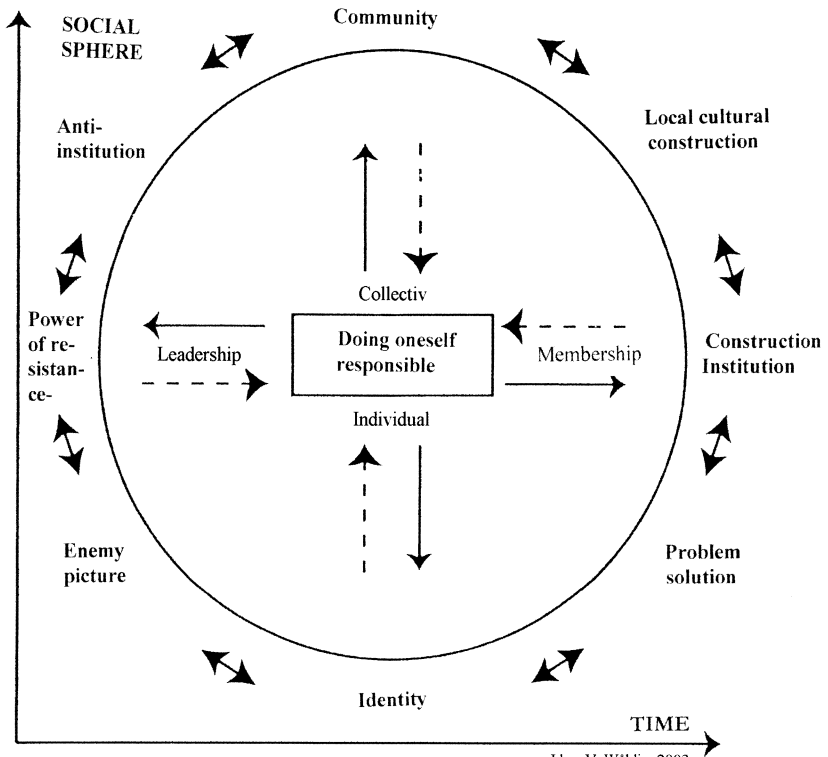 Community
SOCIAL
SPHERE
Anti-
institution
Local cultural
construction
Collectiv
Power
of re-
sistan-
ce-
Leadership
Doing oneself
responsible
Membership
Construction
Institution
Individual
Enemy
picture
Problem
solution
Identity
TIME